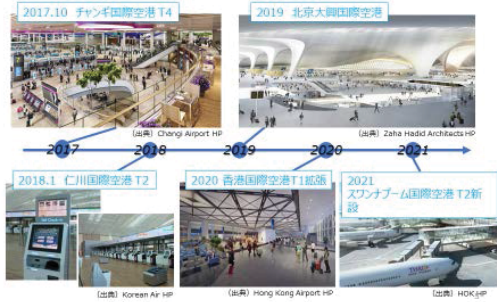 2017.10 チャンギ国際空港 T4
2019 北京大興国際空港
(出典) Changi Airport HP
(出典) Zaha Hadid Architects HP
2017
2018
2019
2020
2021
2018.1 仁川国際空港 T2
2020 香港国際空港T1拡張
2021
スワンナプーム国際空港 T2新
設
(出典) Korean Air HP
(出典) Hong Kong Airport HP
(出典) HOK HP